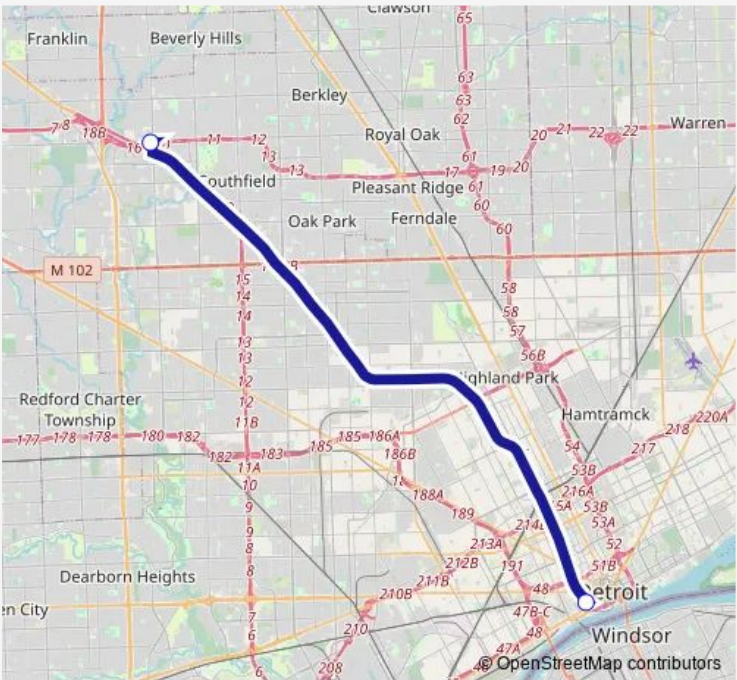 Clawson
Franklin
Beverly Hills
65
63
63
62
61
Berkley
Royal Oak
Warren
7
8
18B
16
11
12
13
13
17
19
20
20
21
22
22
Southfield
Pleasant Ridge
61
60
60
Oak Park
Ferndale
M 102
15
14
14
13
13
12
12
11B
58
58
57
56B
Highland Park
Redford Charter
Township
Hamtramck
177
178
178
180
182
182
183
185
185
186A
186B
11A
10
9
9
9
8
8
7
6
6
188A
189
54
53B
216A
53B
53A
52
51B
217
218
220A
213A
212B
211B
210B
210
208
191
48
47B-C
48
47A
Dearborn Heights
Detroit
Windsor
© OpenStreetMap contributors